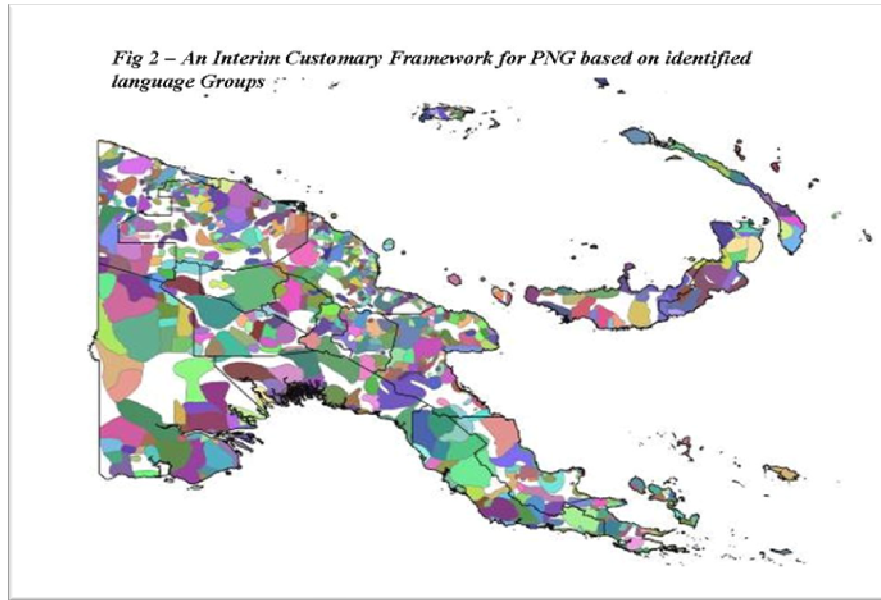 Fig 2 – An Interim Customary Framework for PNG based on identified
language Groups